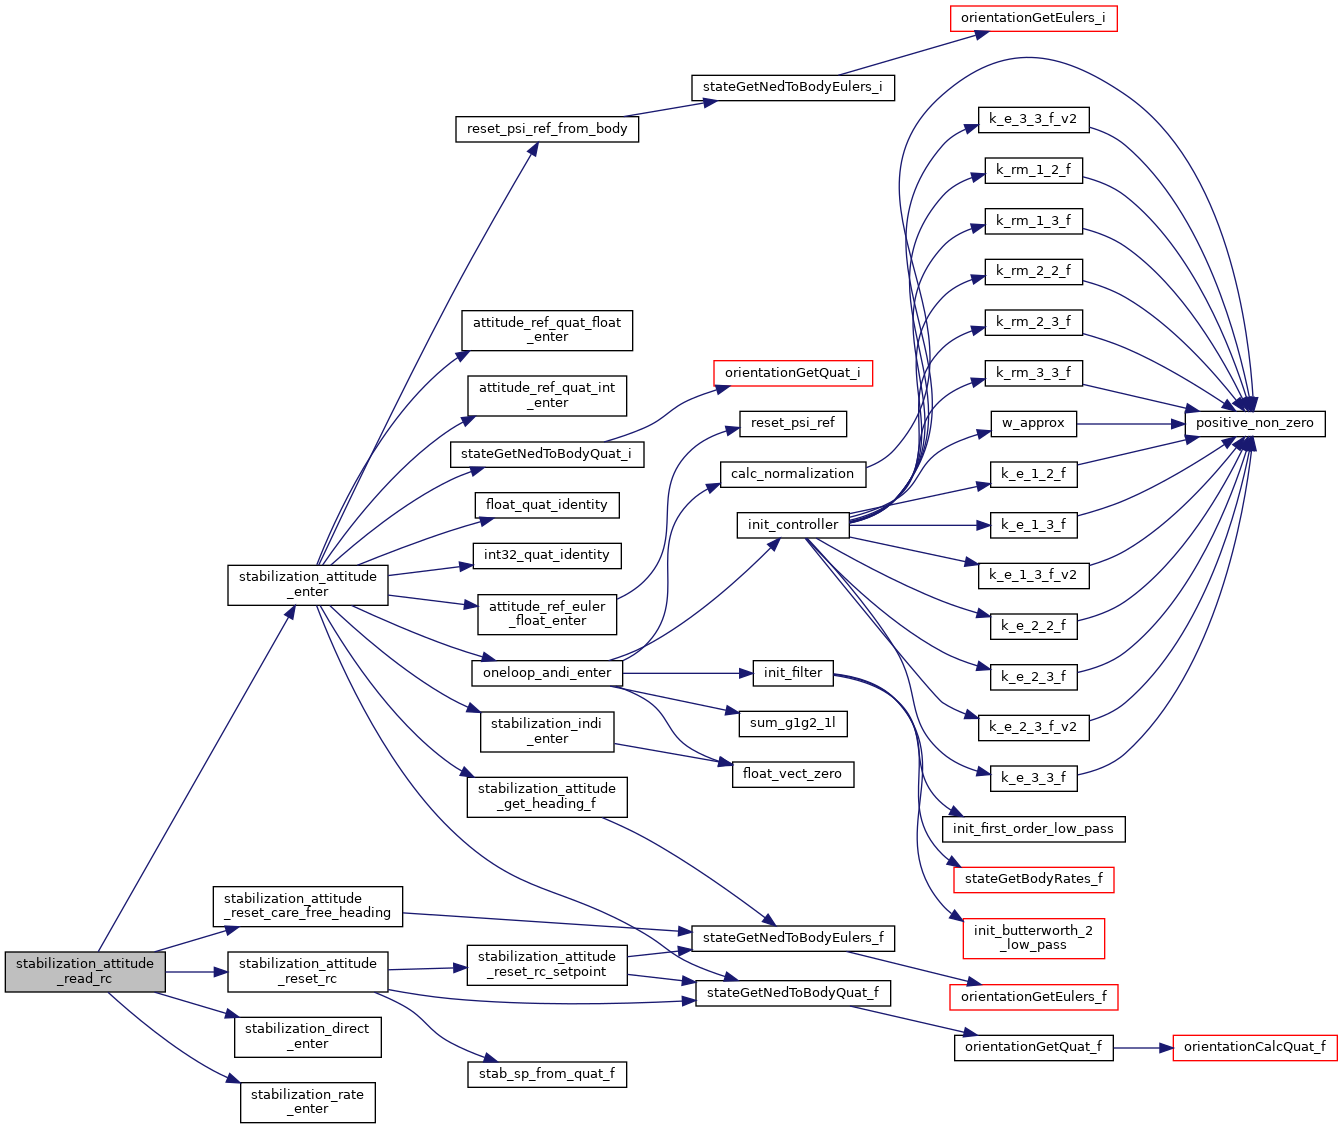 orientationGetEulers_i
stateGetNedToBodyEulers_i
reset_psi_ref_from_body
k_e_3_3_f_v2
k_rm_1_2_f
k_rm_1_3_f
k_rm_2_2_f
attitude_ref_quat_float
_enter
k_rm_2_3_f
orientationGetQuat_i
k_rm_3_3_f
attitude_ref_quat_int
_enter
reset_psi_ref
w_approx
positive_non_zero
stateGetNedToBodyQuat_i
calc_normalization
k_e_1_2_f
float_quat_identity
init_controller
k_e_1_3_f
int32_quat_identity
k_e_1_3_f_v2
stabilization_attitude
_enter
attitude_ref_euler
_float_enter
k_e_2_2_f
oneloop_andi_enter
init_filter
k_e_2_3_f
stabilization_indi
_enter
sum_g1g2_1l
k_e_2_3_f_v2
float_vect_zero
k_e_3_3_f
stabilization_attitude
_get_heading_f
init_first_order_low_pass
stateGetBodyRates_f
stabilization_attitude
_reset_care_free_heading
init_butterworth_2
_low_pass
stateGetNedToBodyEulers_f
stabilization_attitude
_read_rc
stabilization_attitude
_reset_rc
stabilization_attitude
_reset_rc_setpoint
stateGetNedToBodyQuat_f
orientationGetEulers_f
stabilization_direct
_enter
orientationGetQuat_f
orientationCalcQuat_f
stab_sp_from_quat_f
stabilization_rate
_enter